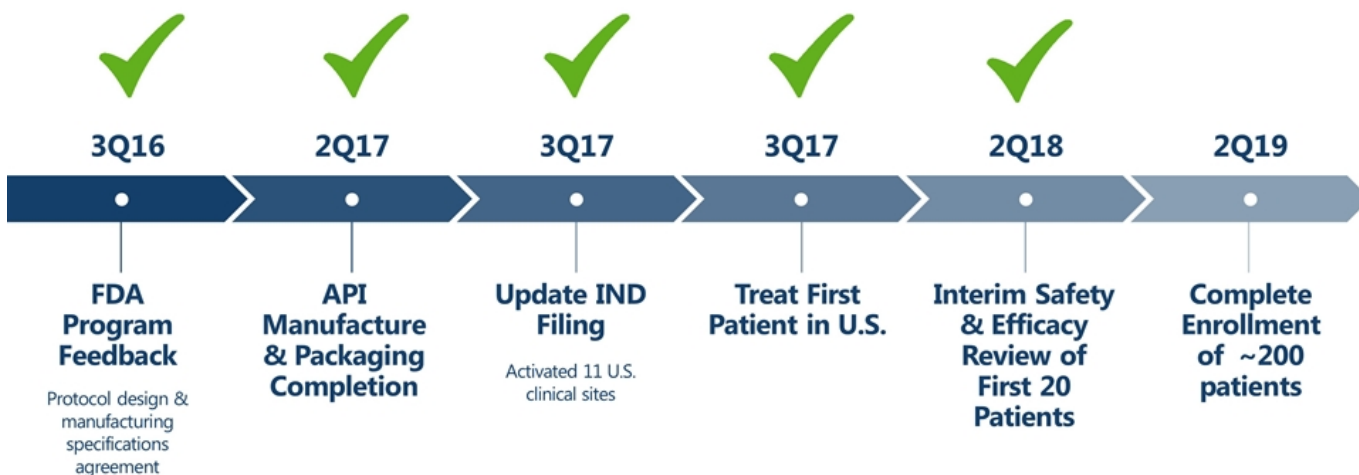 3Q16
2Q17
3Q17
3Q17
2Q18
2Q19
FDA
Program
Feedback
Protocol design &
manufacturing
specifications
agreement
API
Manufacture
& Packaging
Completion
Update IND
Filing
Activated 11 U.S.
clinical sites
Treat First
Patient in U.S.
Interim Safety
& Efficacy
Review of
First 20
Patients
Complete
Enrollment
of ~200
patients